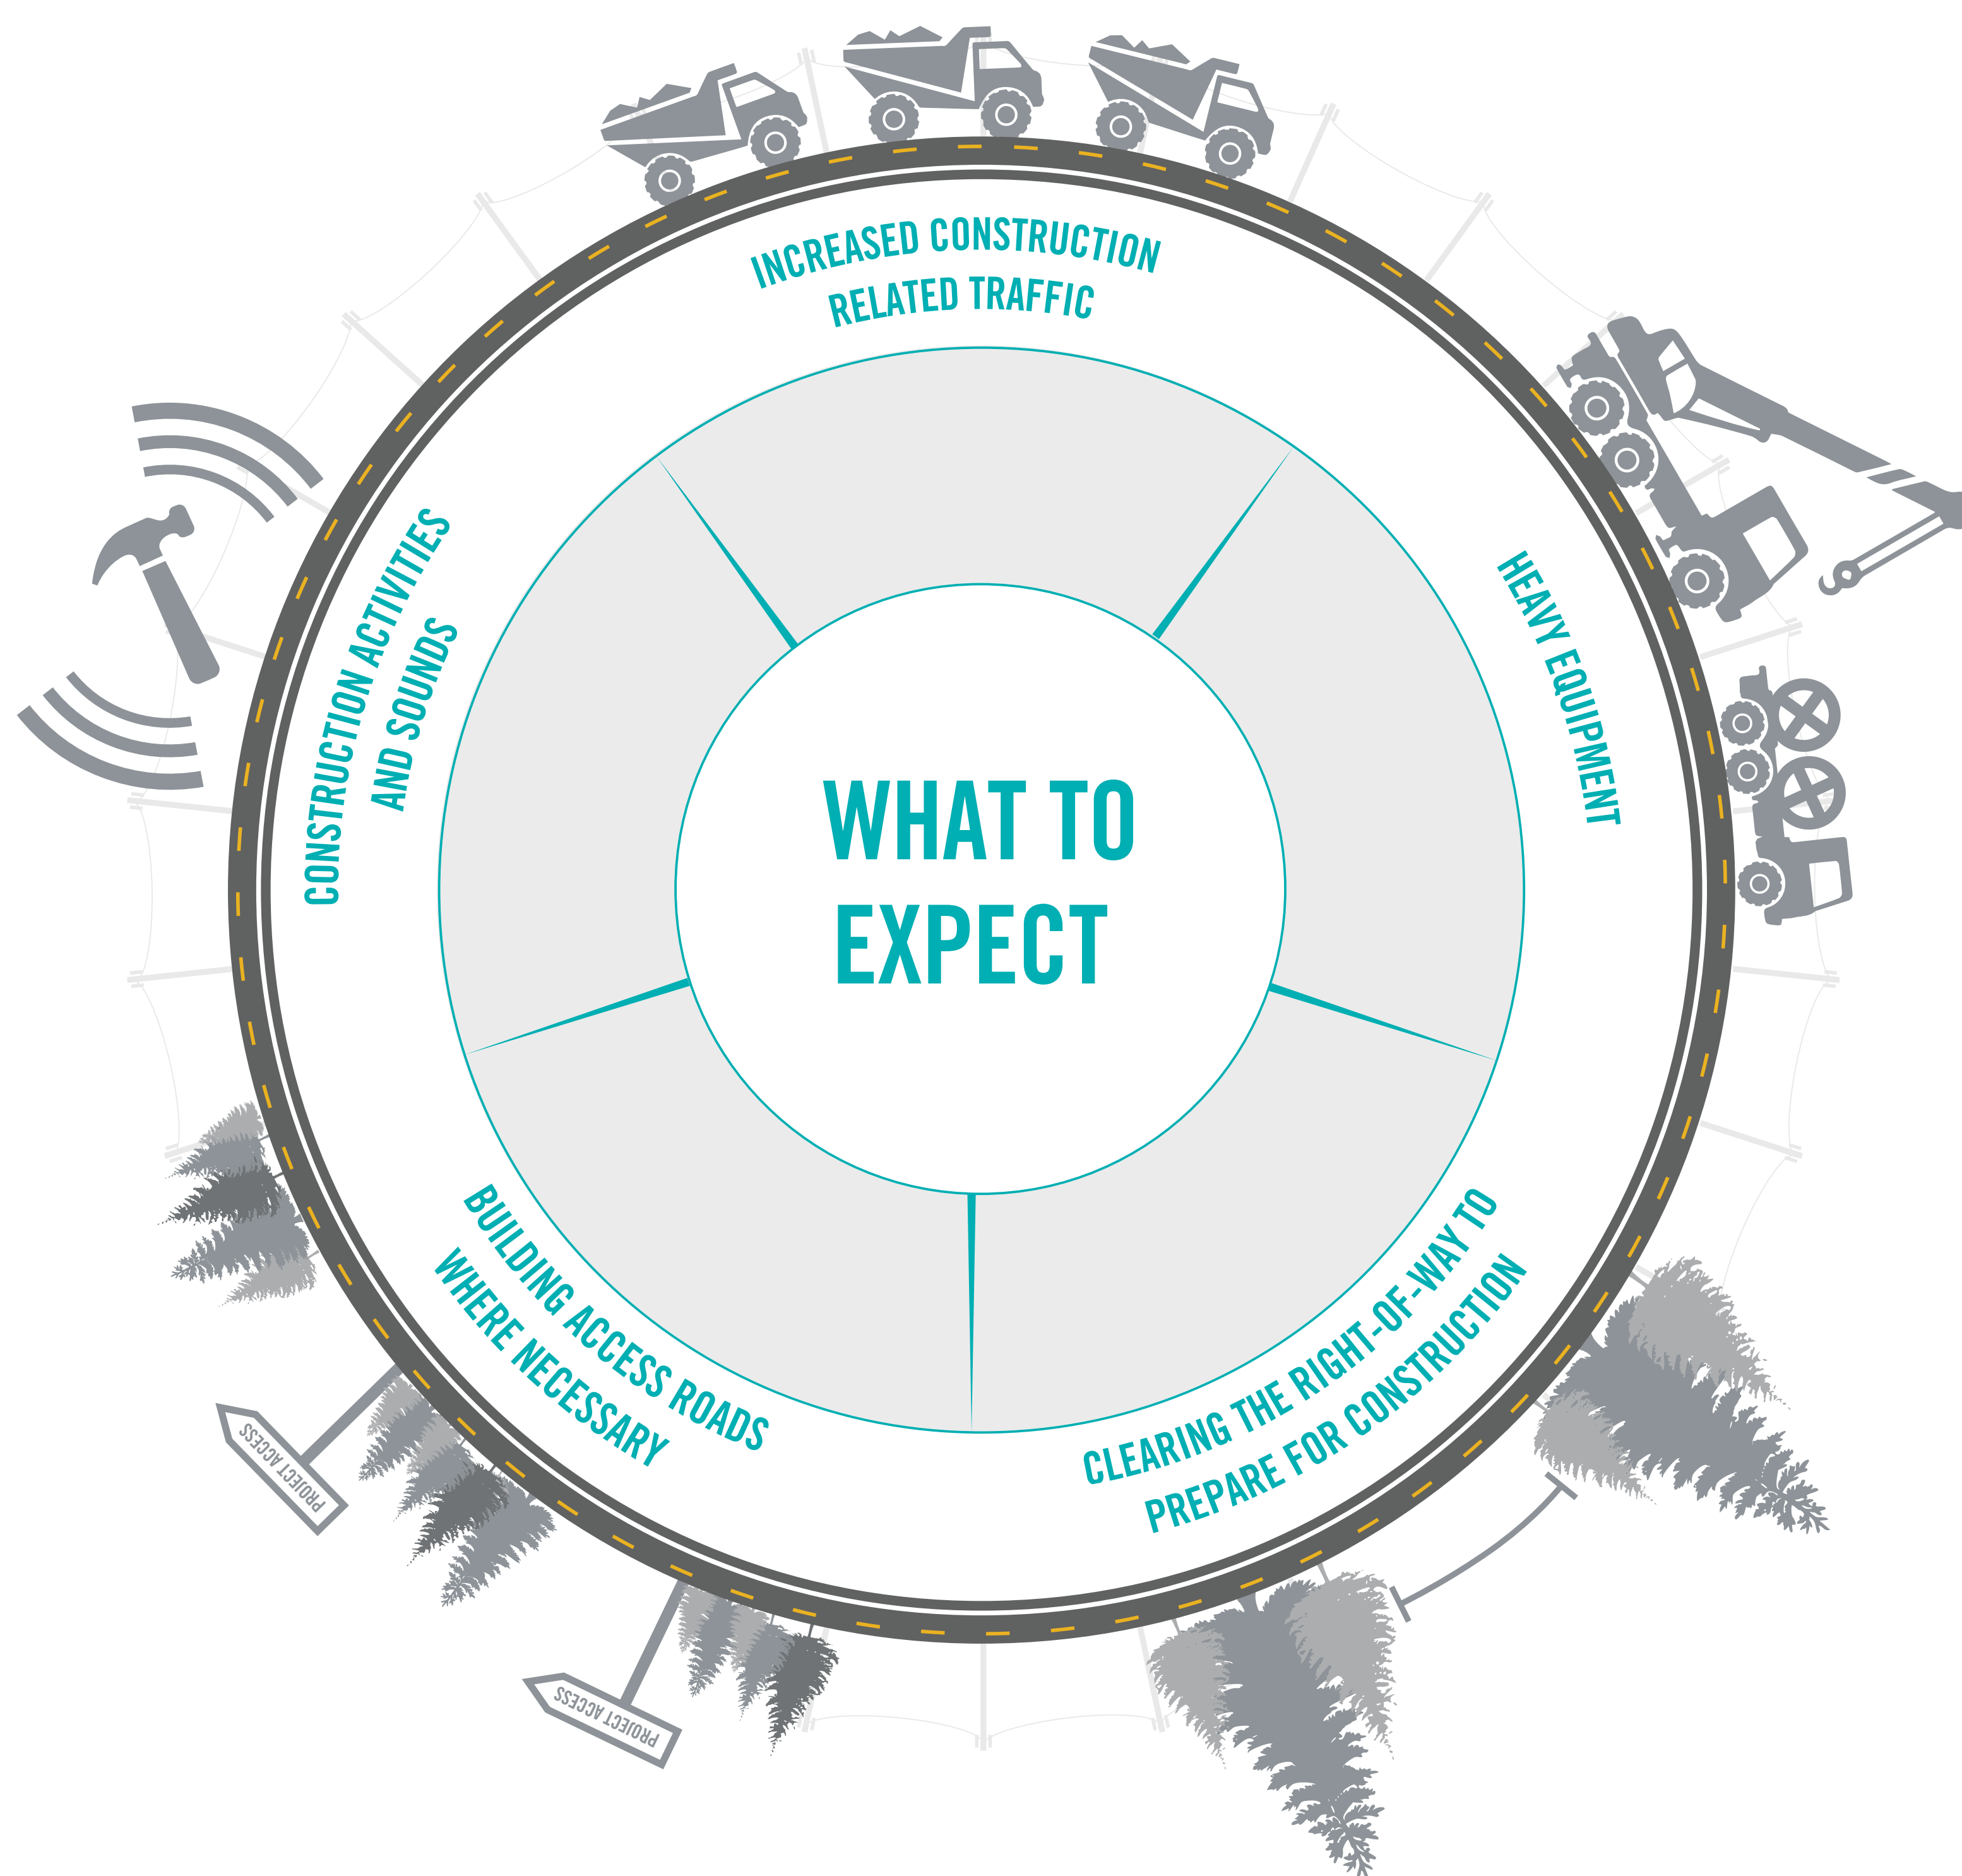 INCREASED CONSTRUCTION
RELATED TRAFFIC
HEAVY EQUIPMENT
CONSTRUCTION ACTIVITIES
AND SOUNDS
WHAT TO
EXPECT
BUILDING ACCESS ROADS
WHERE NECESSARY
CLEARING THE RIGHT-OF-WAY TO
PREPARE FOR CONSTRUCTION
PROJECT ACCESS
PROJECT ACCESS